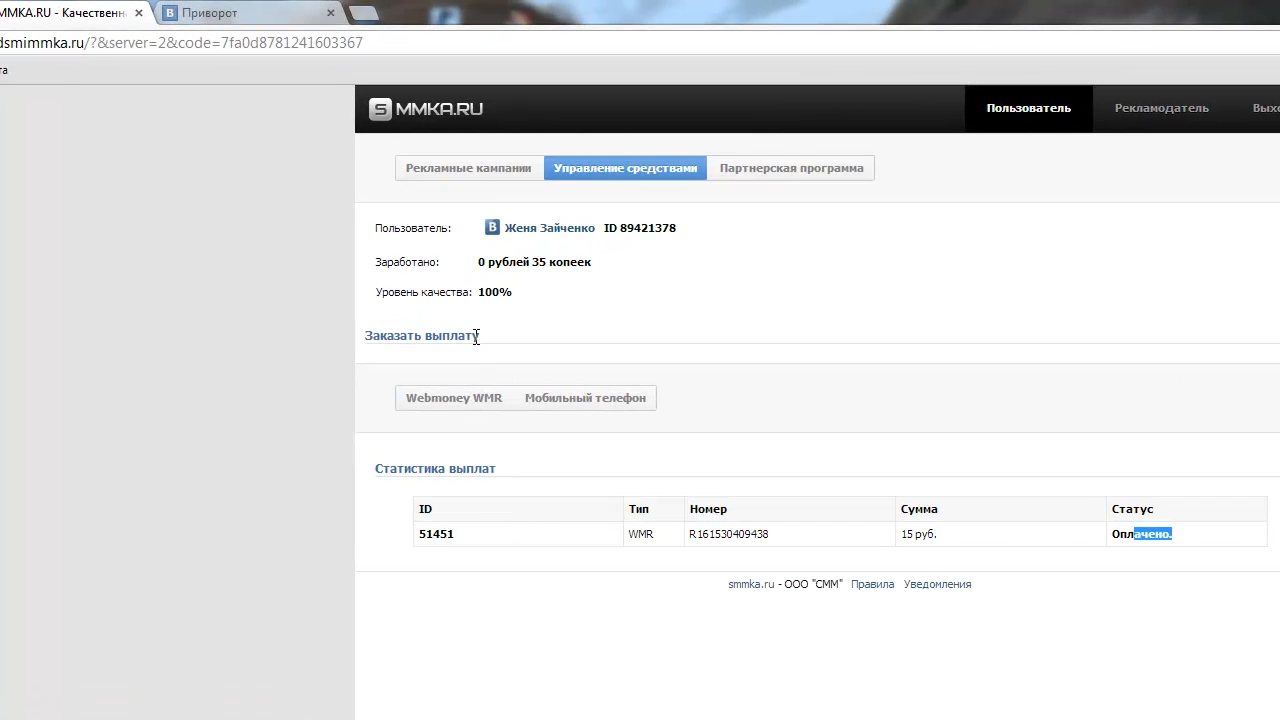 MMKA.RU - Качественн
Приворот
dsmimmka.ru/?&server=2&code=7fa0d8781241603367
та
SMMKA.RU
Пользователь Рекламодатель Выхо
Рекламные кампании Управление средствами Партнерская программа
Пользователь: Женя Зайченко ID 89421378
Заработано: 0 рублей 35 копеек
Уровень качества: 100%
Заказать выплату
Webmoney WMR Мобильный телефон
Статистика выплат
ID Тип Номер Сумма Статус
51451 WMR R161530409438 15 руб. Оплачено.
smmka.ru - ООО "СММ" Правила Уведомления